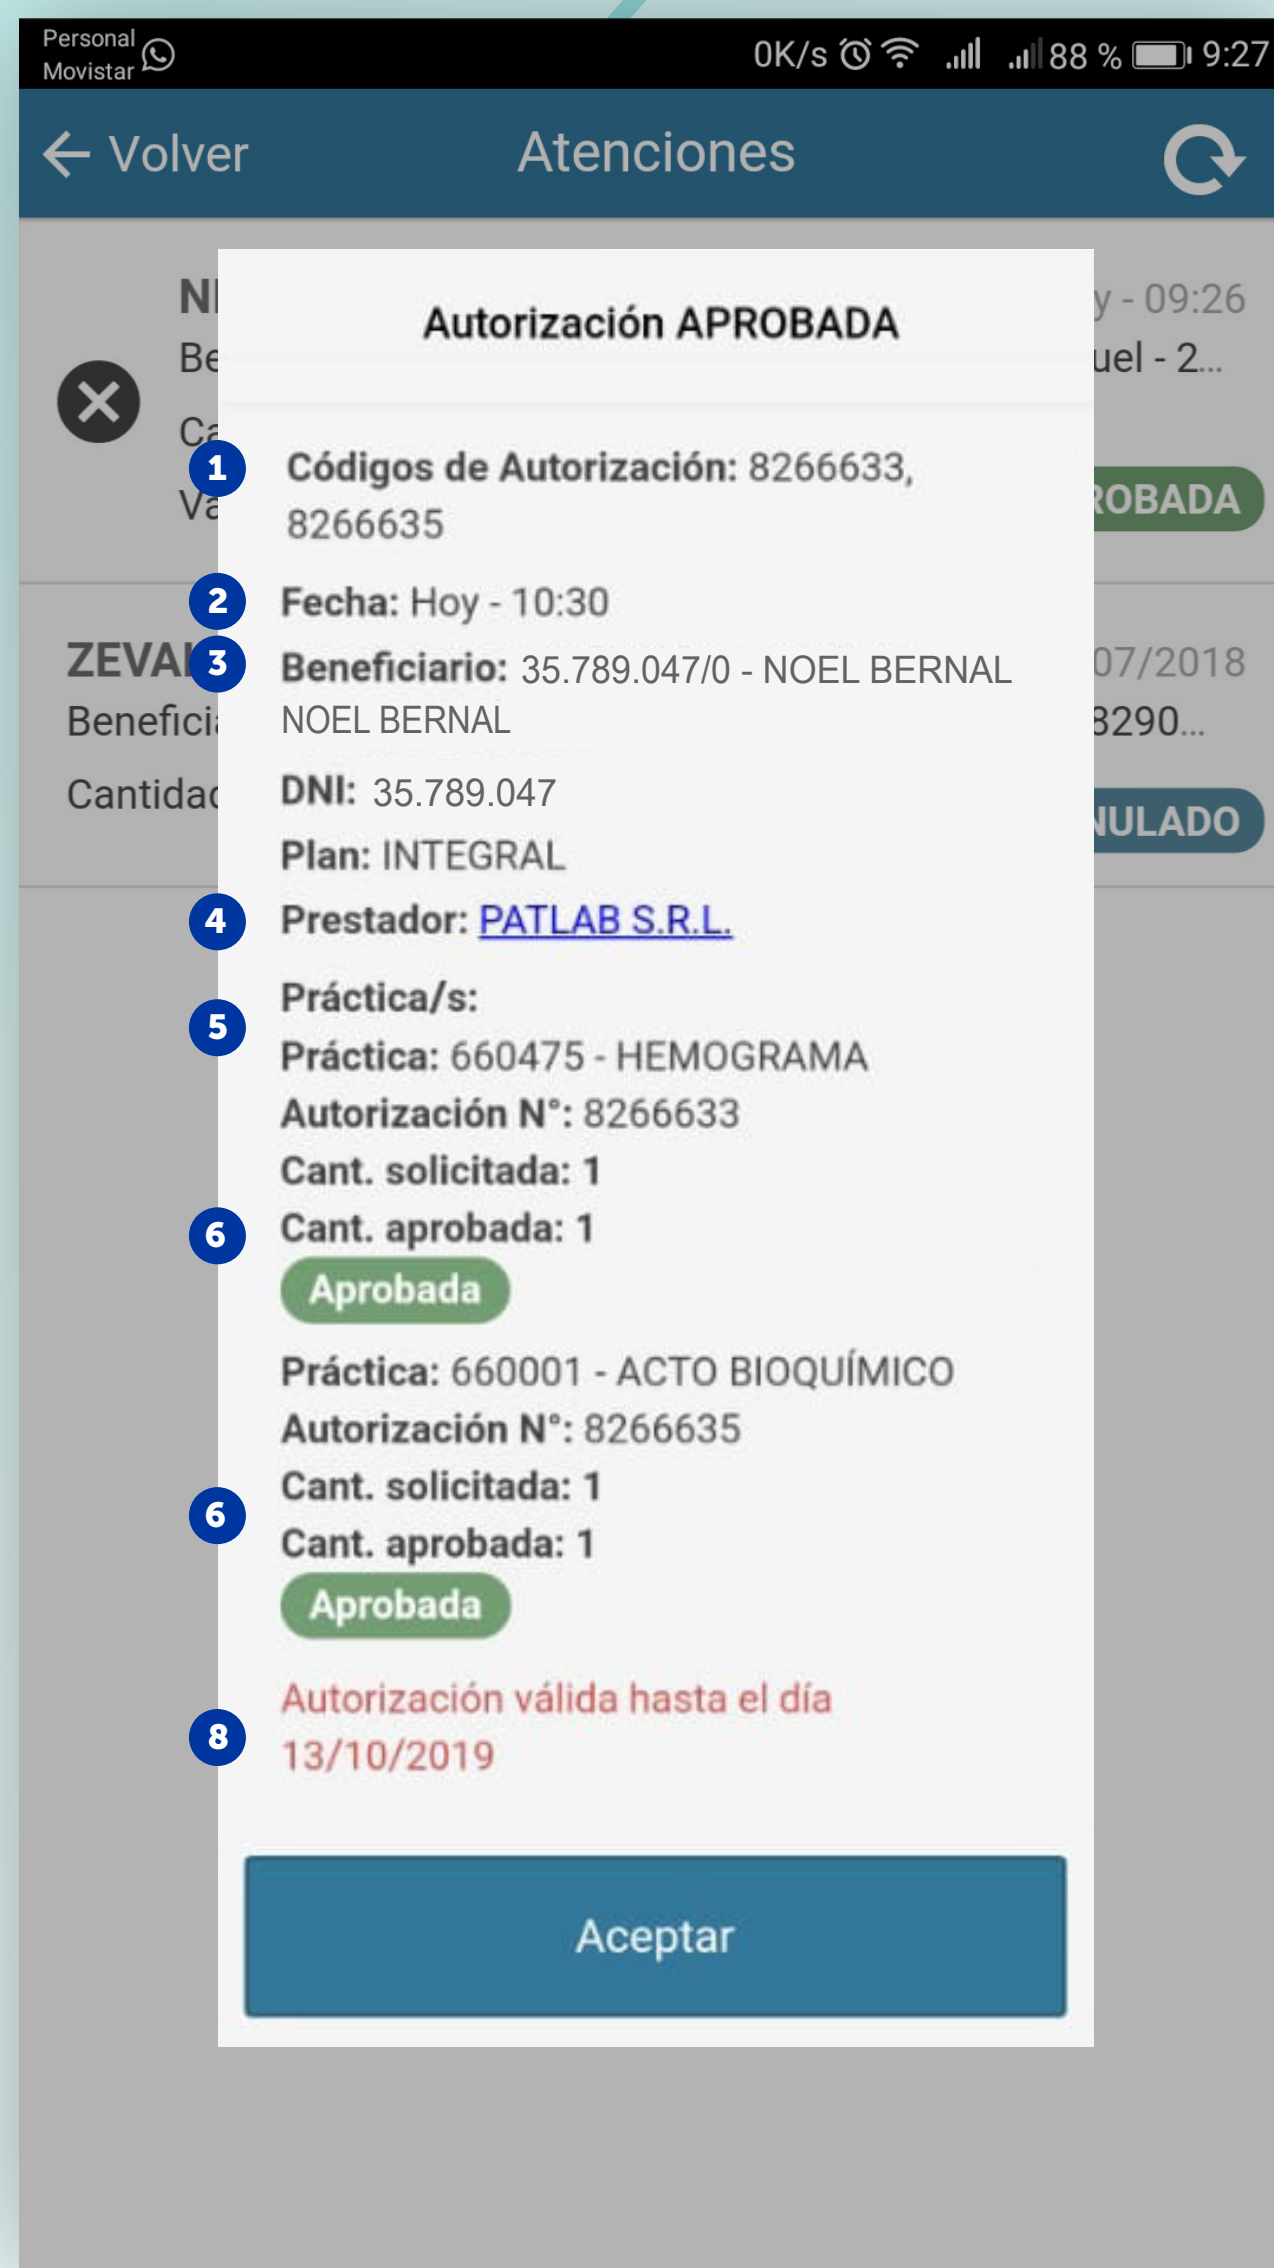 Personal
Movistar
0K/s 88 % 9:27
Volver
Atenciones
y - 09:26
uel - 2...
ROBADA
ZEVA
07/2018
Benefici
8290...
Cantidad
NULADO
Autorización APROBADA
1 Códigos de Autorización: 8266633,
8266635
2 Fecha: Hoy - 10:30
3 Beneficiario: 35.789.047/0 - NOEL BERNAL
NOEL BERNAL
DNI: 35.789.047
Plan: INTEGRAL
4 Prestador: PATLAB S.R.L.
5 Práctica/s:
Práctica: 660475 - HEMOGRAMA
Autorización N°: 8266633
Cant. solicitada: 1
6 Cant. aprobada: 1
Aprobada
Práctica: 660001 - ACTO BIOQUÍMICO
Autorización N°: 8266635
Cant. solicitada: 1
6 Cant. aprobada: 1
Aprobada
8 Autorización válida hasta el día
13/10/2019
Aceptar